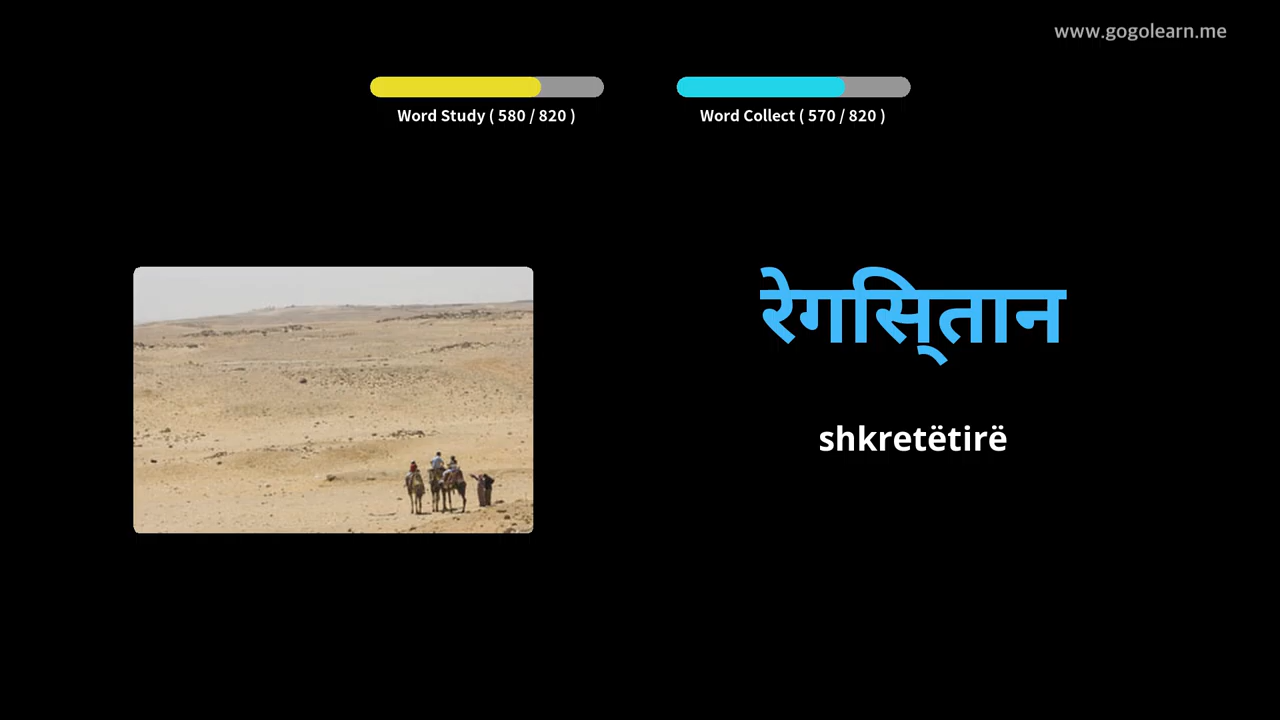 www.gogolearn.me
Word Study ( 580 / 820 )
Word Collect ( 570 / 820 )
रेगिस्तान
shkretëtirë